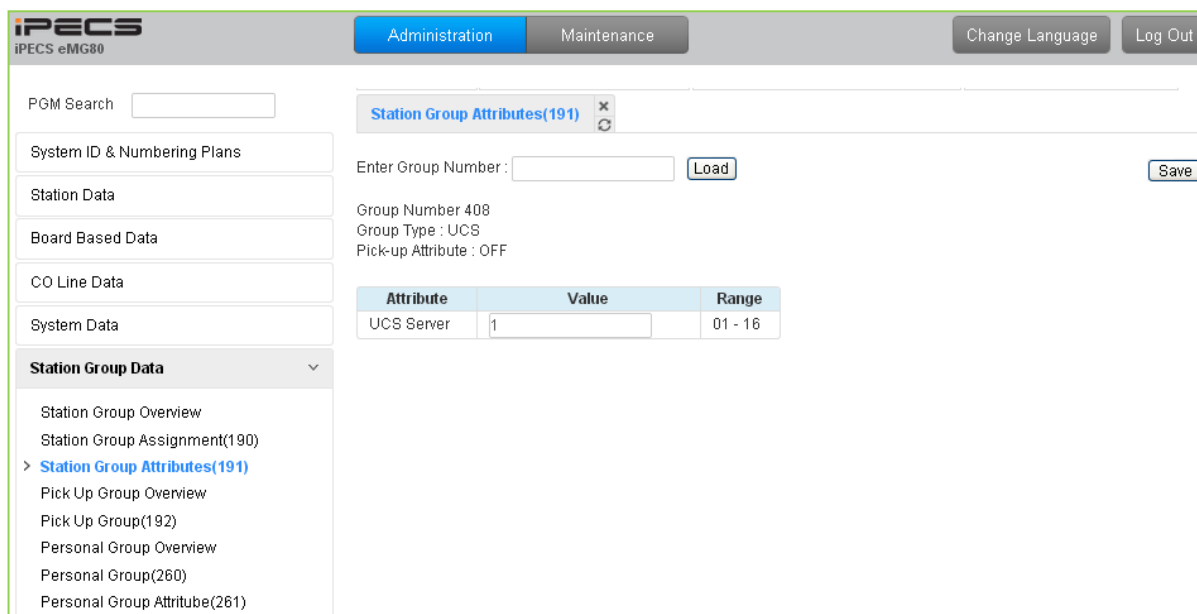 iPECS
iPECS eMG80
Administration
Maintenance
Change Language
Log Out
PGM Search
System ID & Numbering Plans
Station Data
Board Based Data
CO Line Data
System Data
Station Group Data
Station Group Overview
Station Group Assignment(190)
> Station Group Attributes(191)
Pick Up Group Overview
Pick Up Group(192)
Personal Group Overview
Personal Group(260)
Personal Group Attritube(261)
Station Group Attributes(191)
Enter Group Number : Load Save
Group Number 408
Group Type : UCS
Pick-up Attribute : OFF
Attribute Value Range
UCS Server 1 01 - 16